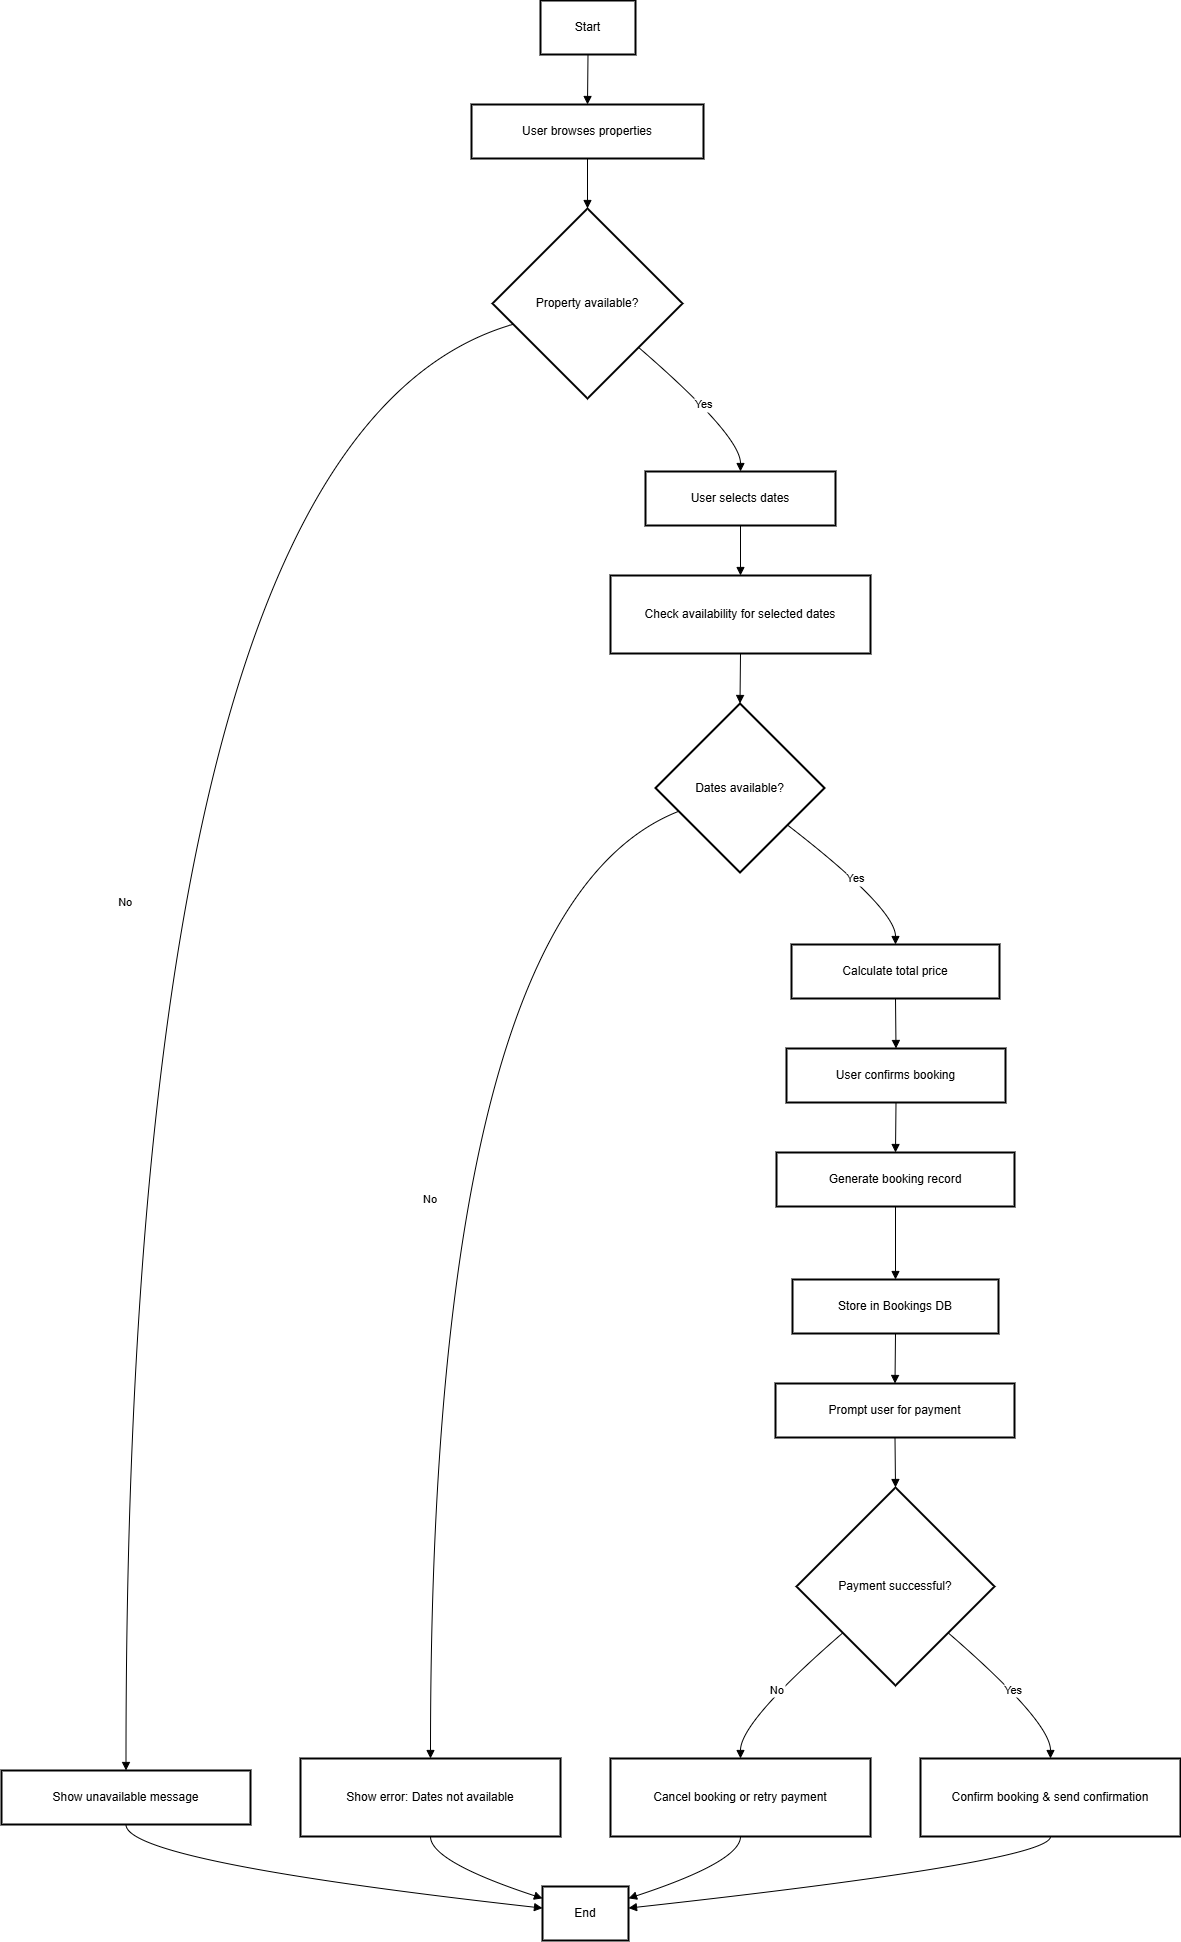 Start
User browses properties
Property available?
Yes
User selects dates
Check availability for selected dates
Dates available?
Yes
No
Calculate total price
User confirms booking
Generate booking record
No
Store in Bookings DB
Prompt user for payment
Payment successful?
No
Yes
Show unavailable message
Show error: Dates not available
Cancel booking or retry payment
Confirm booking & send confirmation
End